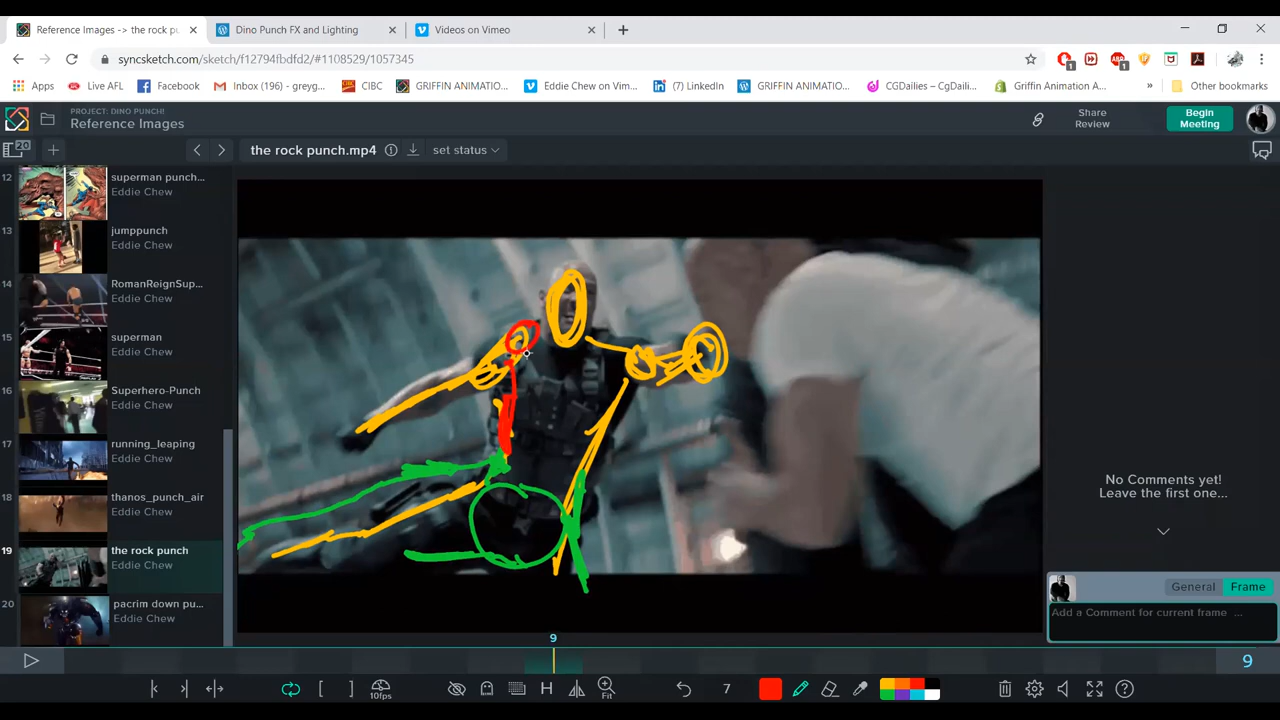 Reference Images -> the rock pu
Dino Punch FX and Lighting
Videos on Vimeo
syncsketch.com/sketch/f12794fbdfd2/#1108529/1057345
Apps
Live AFL
Facebook
Inbox (196) - greyg...
CIBC
GRIFFIN ANIMATIO...
Eddie Chew on Vim...
(7) LinkedIn
GRIFFIN ANIMATIO...
CGDailies – CgDaili...
Griffin Animation A...
»
Other bookmarks
1
1
PROJECT: DINO PUNCH!
Reference Images
Share
Review
Begin
Meeting
20
the rock punch.mp4
set status
12
superman punch...
Eddie Chew
13
jumppunch
Eddie Chew
14
RomanReignSup...
Eddie Chew
15
superman
Eddie Chew
16
Superhero-Punch
Eddie Chew
17
running_leaping
Eddie Chew
18
thanos_punch_air
Eddie Chew
19
the rock punch
Eddie Chew
20
pacrim down pu...
Eddie Chew
No Comments yet!
Leave the first one...
General
Frame
Add a Comment for current frame ...
9
9
10fps
H
Fit
7